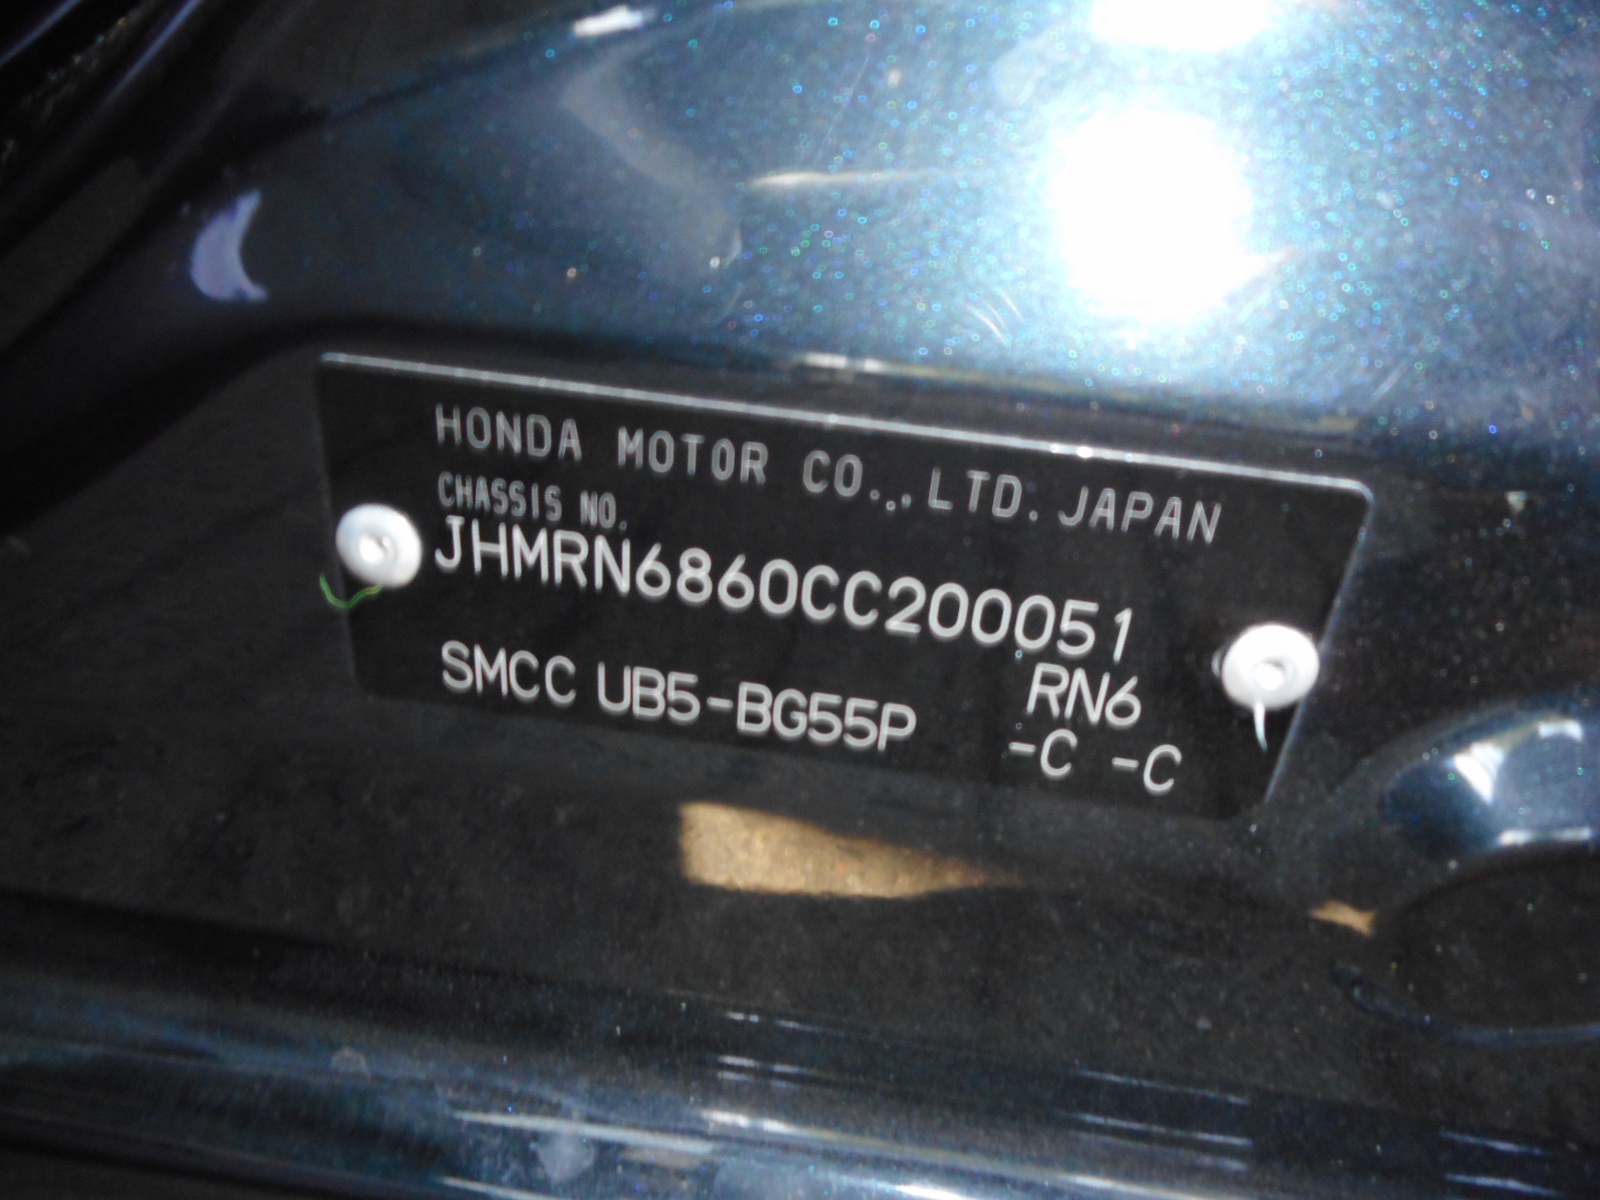 HONDA MOTOR CO., LTD. JAPAN
CHASSIS NO.
JHMRN6860CC200051
RN6
SMCC UB5-BG55P -C -C